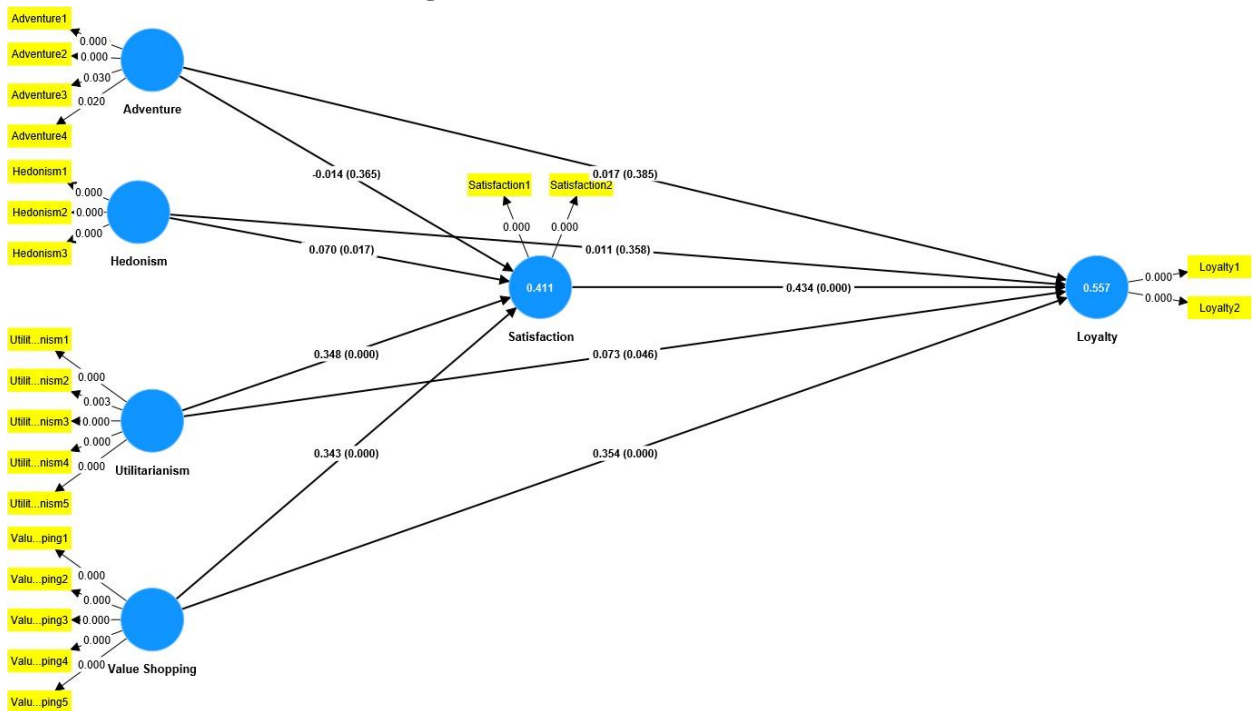 Adventure1
0.000
Adventure2
0.000
Adventure3
0.030
0.020
Adventure4
Adventure
Hedonism1
0.000
Hedonism2
0.000
Hedonism3
0.000
Hedonism
-0.014 (0.365)
0.017 (0.385)
Satisfaction1
Satisfaction2
0.000
0.000
0.070 (0.017)
0.011 (0.358)
0.411
Satisfaction
0.434 (0.000)
0.557
Loyalty
0.000
Loyalty1
0.000
Loyalty2
Utilit...nism1
0.000
Utilit...nism2
0.003
Utilit...nism3
0.000
0.000
Utilit...nism4
0.000
Utilit...nism5
Utilitarianism
0.348 (0.000)
0.073 (0.046)
0.343 (0.000)
0.354 (0.000)
Valu...ping1
0.000
Valu...ping2
0.000
Valu...ping3
0.000
0.000
Valu...ping4
0.000
Valu...ping5
Value Shopping